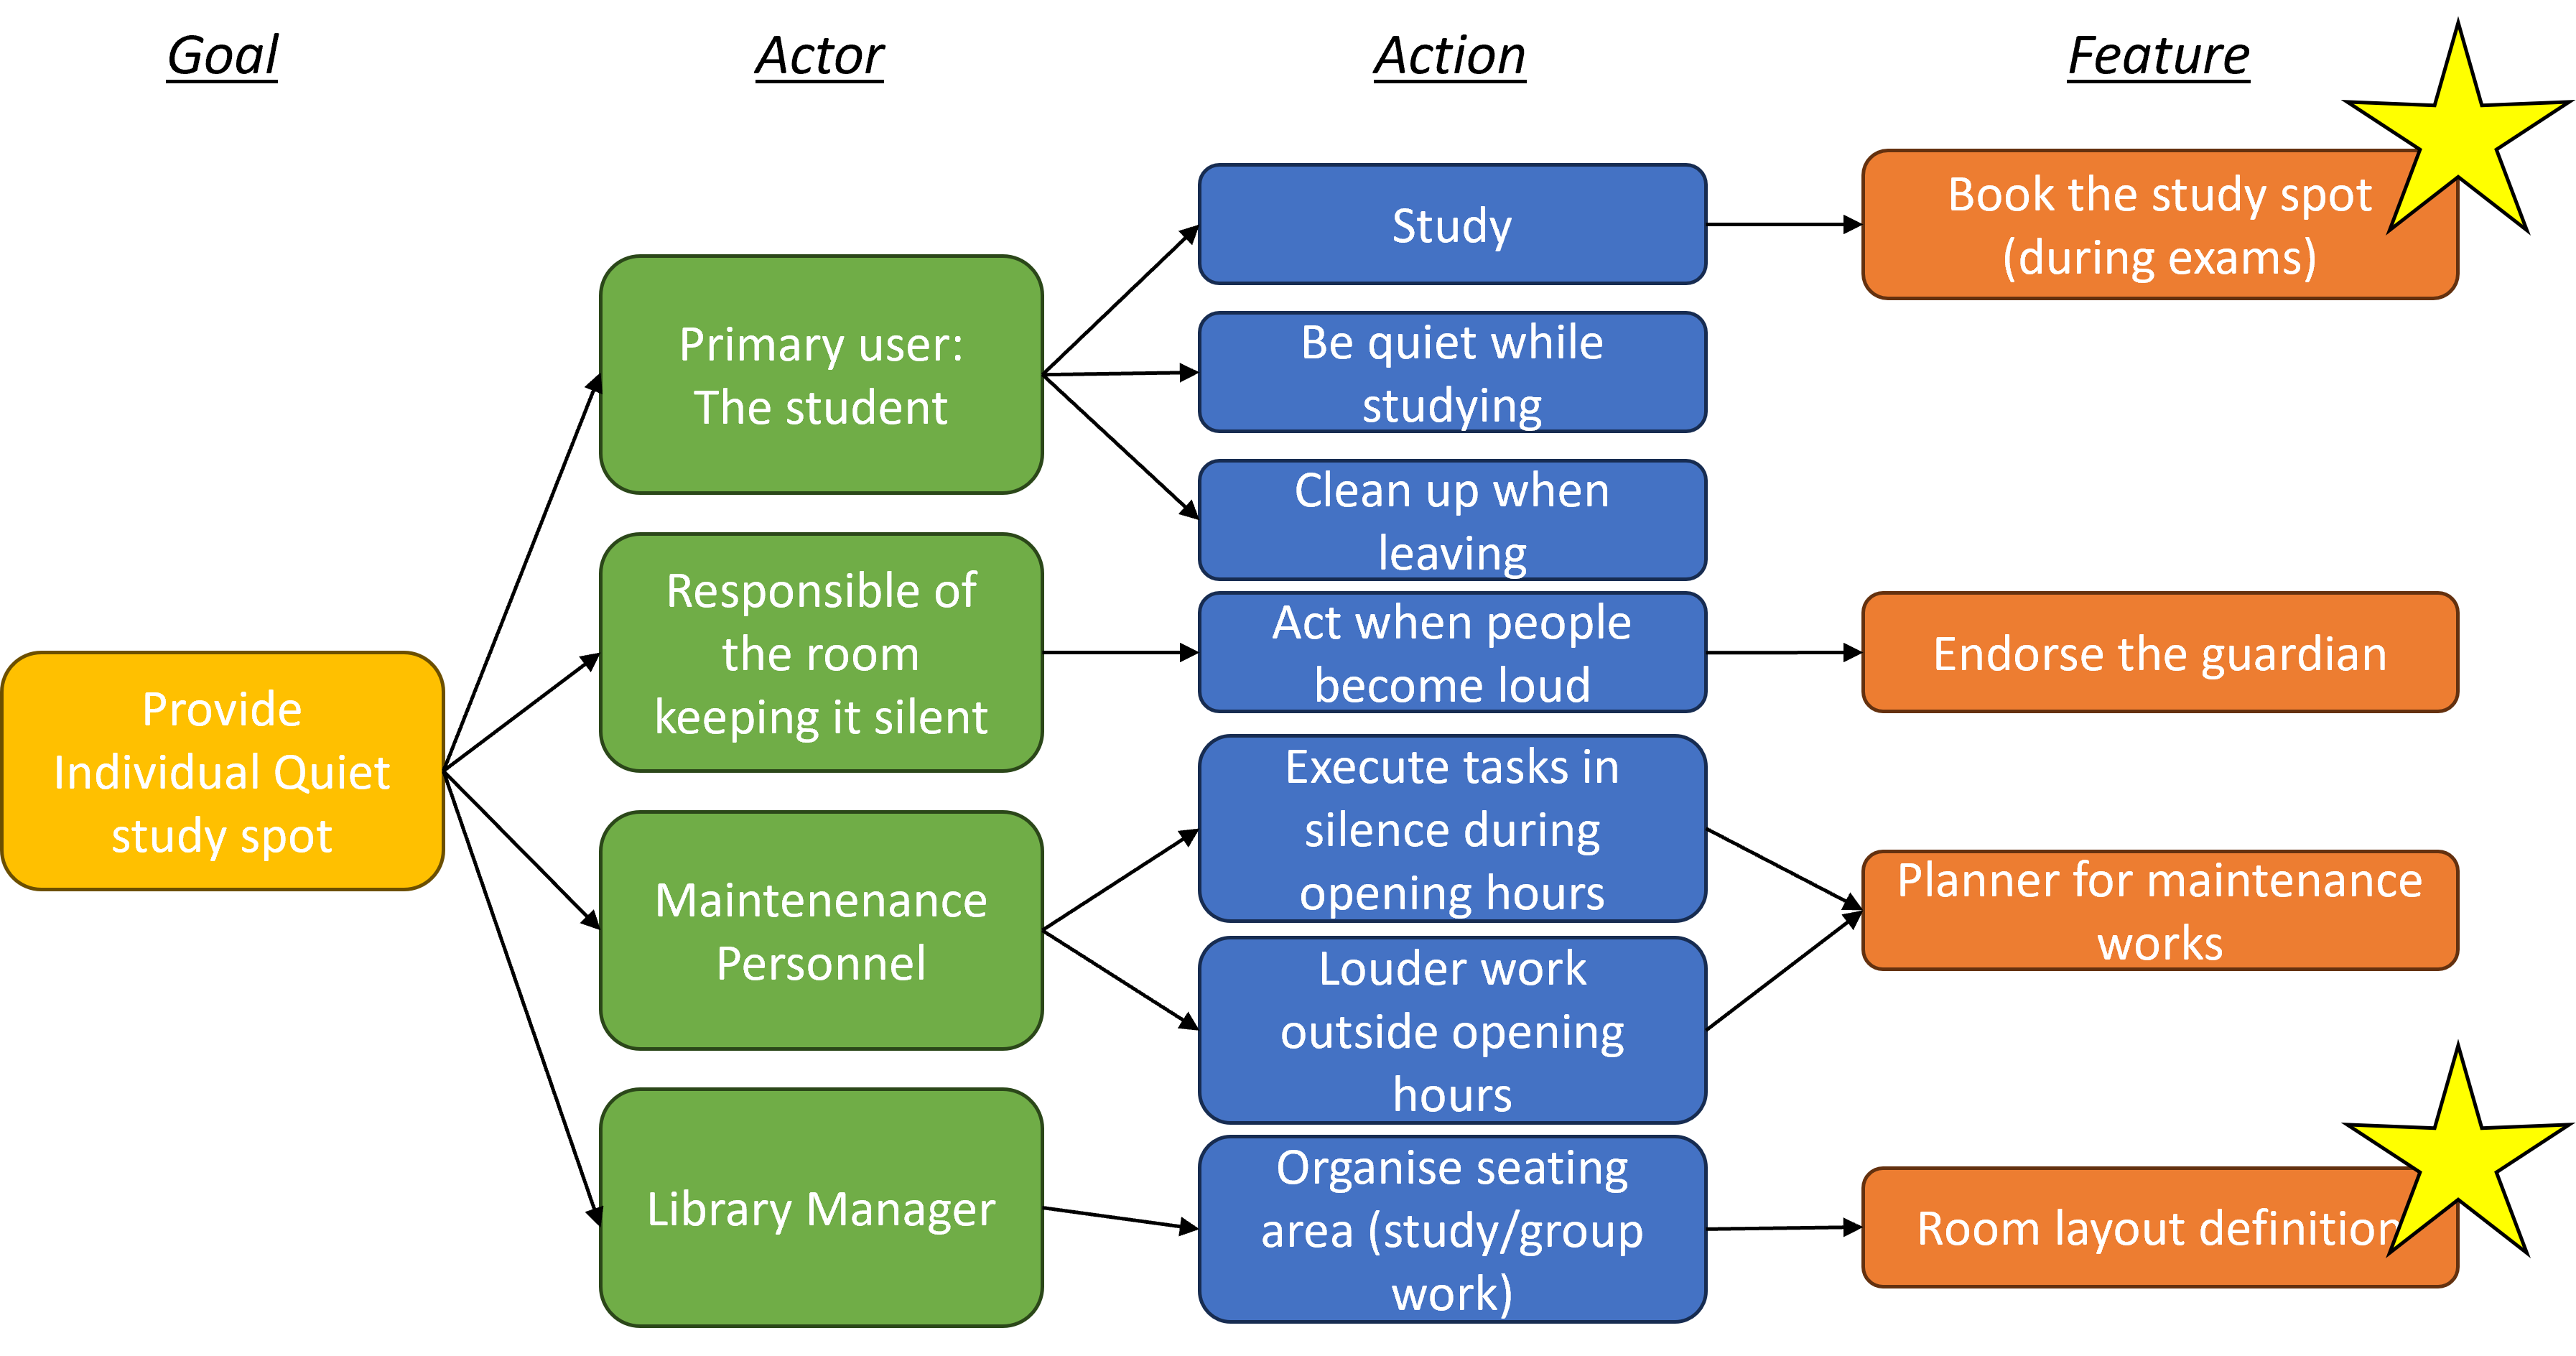 Goal
Actor
Action
Feature
Provide
Individual Quiet
study spot
Primary user:
The student
Responsible of
the room
keeping it silent
Maintenenance
Personnel
Library Manager
Study
Be quiet while
studying
Clean up when
leaving
Act when people
become loud
Execute tasks in
silence during
opening hours
Louder work
outside opening
hours
Organise seating
area (study/group
work)
Book the study spot
(during exams)
Endorse the guardian
Planner for maintenance
works
Room layout definition